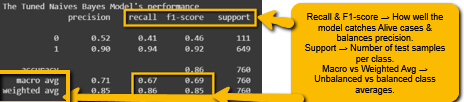 The Tuned Naives Bayes Model's performance
precision recall f1-score support
0 0.52 0.41 0.46 111
1 0.90 0.94 0.92 649
accuracy 0.86 760
macro avg 0.71 0.67 0.69 760
weighted avg 0.85 0.86 0.85 760
Recall & F1-score → How well the
model catches Alive cases &
balances precision.
Support → Number of test samples
per class.
Macro vs Weighted Avg →
Unbalanced vs balanced class
averages.